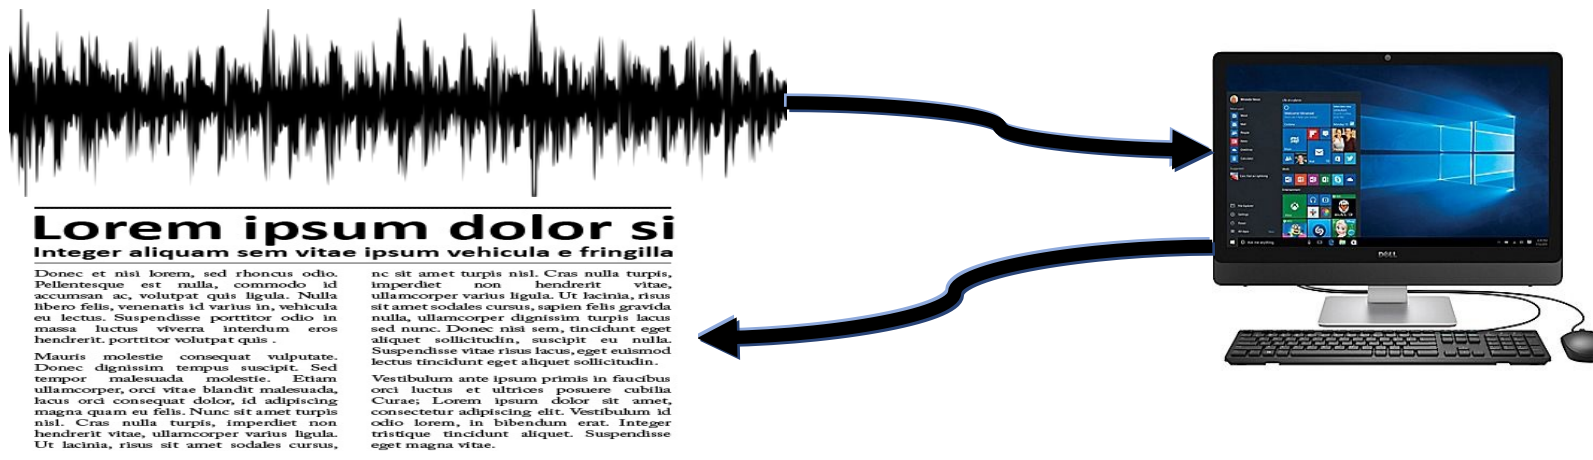 Lorem ipsum dolor si
Integer aliquam sem vitae ipsum vehicula e fringilla
Donec et nisi lorem, sed rhoncus odio.
Pellentesque est nulla, commodo id
accumsan ac, volutpat quis ligula. Nulla
libero felis, venenatis id varius in, vehicula
eu lectus. Suspendisse porttitor odio in
massa luctus viverra interdum eros
hendrerit. porttitor volutpat quis .
Mauris molestie consequat vulputate.
Donec dignissim tempus suscipit. Sed
tempor malesuada molestie. Etiam
ullamcorper, orci vitae blandit malesuada,
lacus orci consequat dolor, id adipiscing
magna quam eu felis. Nunc sit amet turpis
nisl. Cras nulla turpis, imperdiet non
hendrerit vitae, ullamcorper varius ligula.
Ut lacinia, risus sit amet sodales cursus,
nc sit amet turpis nisl. Cras nulla turpis,
imperdiet non hendrerit vitae,
ullamcorper varius ligula. Ut lacinia, risus
sit amet sodales cursus, sapien felis gravida
nulla, ullamcorper dignissim turpis lacus
sed nunc. Donec nisi sem, tincidunt eget
aliquet sollicitudin, suscipit eu nulla.
Suspendisse vitae risus lacus, eget euismod
lectus tincidunt eget aliquet sollicitudin.
Vestibulum ante ipsum primis in faucibus
orci luctus et ultrices posuere cubilia
Curae; Lorem ipsum dolor sit amet,
consectetur adipiscing elit. Vestibulum id
odio lorem, in bibendum erat. Integer
tristique tincidunt aliquet. Suspendisse
eget magna vitae.
DELL